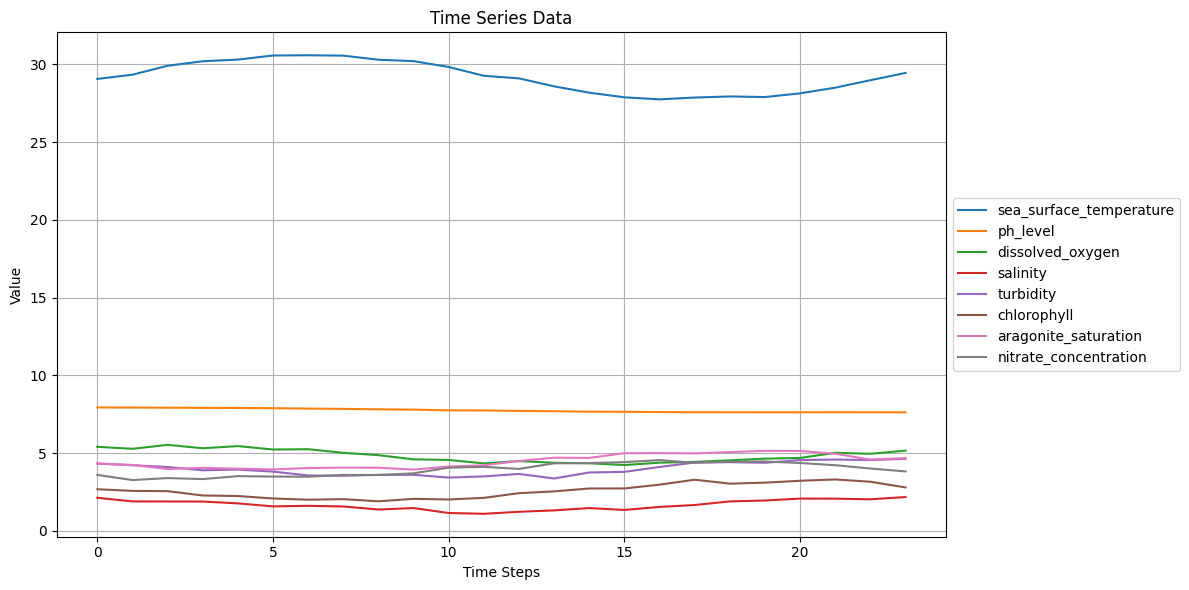 Time Series Data
Value
30
25
20
15
10
5
0
0 5 10 15 20
Time Steps
sea_surface_temperature
ph_level
dissolved_oxygen
salinity
turbidity
chlorophyll
aragonite_saturation
nitrate_concentration